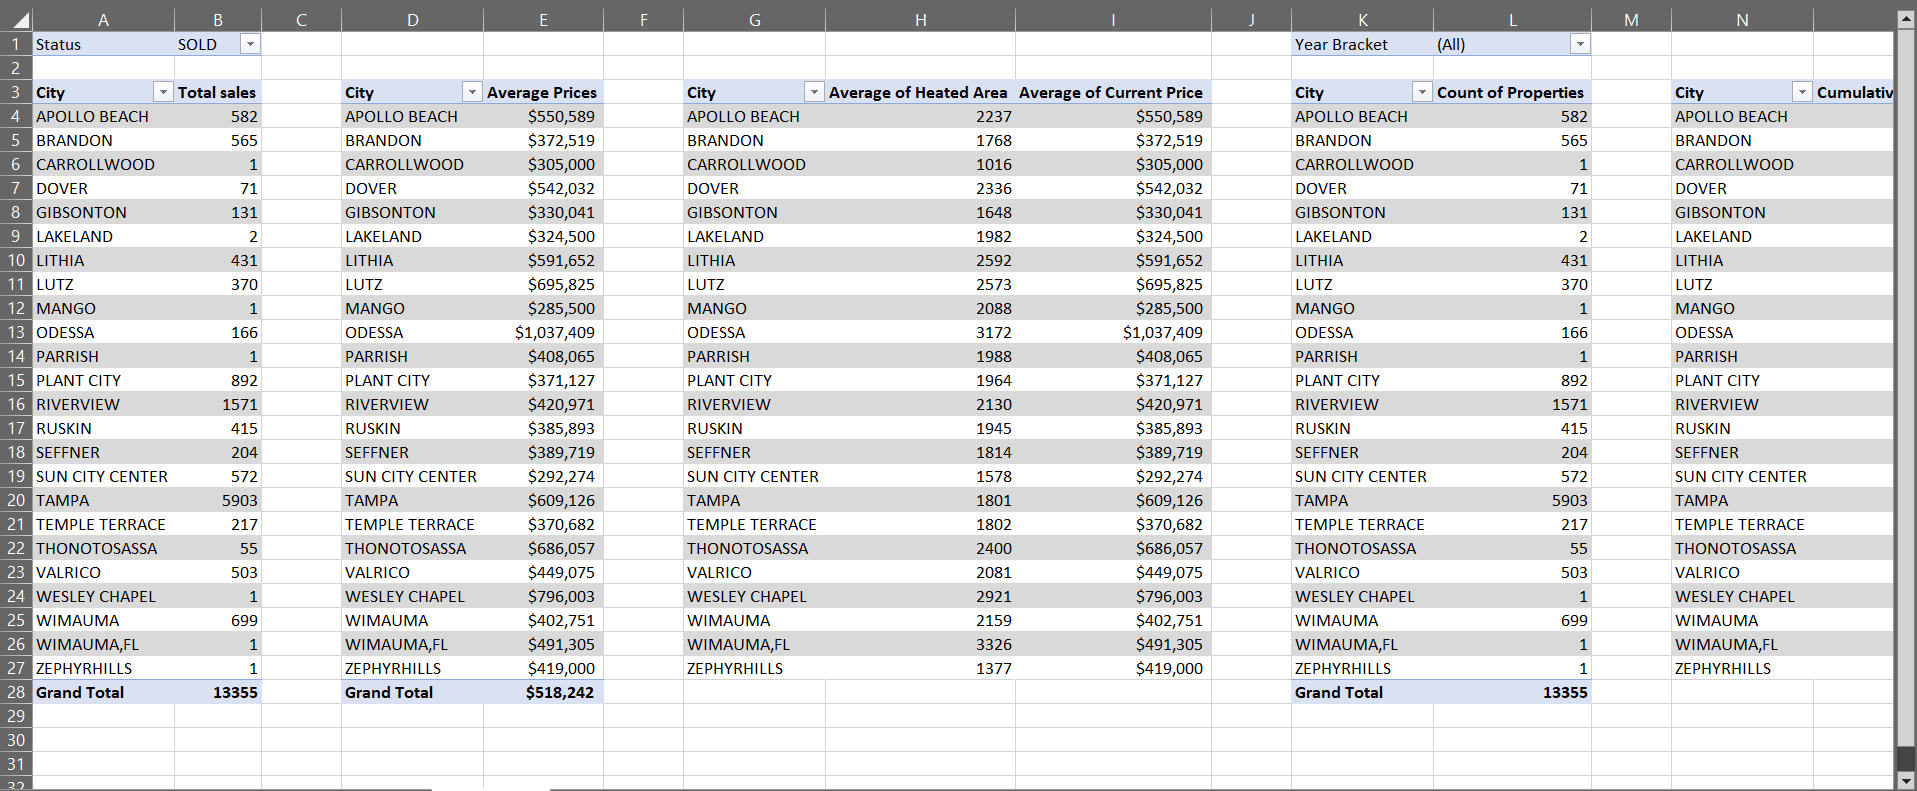 A B C D E F G H I J K L M N
1 Status SOLD Year Bracket (All)
2
3 City Total sales City Average Prices City Average of Heated Area Average of Current Price City Count of Properties City Cumulativ
4 APOLLO BEACH 582 APOLLO BEACH $550,589 APOLLO BEACH 2237 $550,589 APOLLO BEACH 582 APOLLO BEACH
5 BRANDON 565 BRANDON $372,519 BRANDON 1768 $372,519 BRANDON 565 BRANDON
6 CARROLLWOOD 1 CARROLLWOOD $305,000 CARROLLWOOD 1016 $305,000 CARROLLWOOD 1 CARROLLWOOD
7 DOVER 71 DOVER $542,032 DOVER 2336 $542,032 DOVER 71 DOVER
8 GIBSONTON 131 GIBSONTON $330,041 GIBSONTON 1648 $330,041 GIBSONTON 131 GIBSONTON
9 LAKELAND 2 LAKELAND $324,500 LAKELAND 1982 $324,500 LAKELAND 2 LAKELAND
10 LITHIA 431 LITHIA $591,652 LITHIA 2592 $591,652 LITHIA 431 LITHIA
11 LUTZ 370 LUTZ $695,825 LUTZ 2573 $695,825 LUTZ 370 LUTZ
12 MANGO 1 MANGO $285,500 MANGO 2088 $285,500 MANGO 1 MANGO
13 ODESSA 166 ODESSA $1,037,409 ODESSA 3172 $1,037,409 ODESSA 166 ODESSA
14 PARRISH 1 PARRISH $408,065 PARRISH 1988 $408,065 PARRISH 1 PARRISH
15 PLANT CITY 892 PLANT CITY $371,127 PLANT CITY 1964 $371,127 PLANT CITY 892 PLANT CITY
16 RIVERVIEW 1571 RIVERVIEW $420,971 RIVERVIEW 2130 $420,971 RIVERVIEW 1571 RIVERVIEW
17 RUSKIN 415 RUSKIN $385,893 RUSKIN 1945 $385,893 RUSKIN 415 RUSKIN
18 SEFFNER 204 SEFFNER $389,719 SEFFNER 1814 $389,719 SEFFNER 204 SEFFNER
19 SUN CITY CENTER 572 SUN CITY CENTER $292,274 SUN CITY CENTER 1578 $292,274 SUN CITY CENTER 572 SUN CITY CENTER
20 TAMPA 5903 TAMPA $609,126 TAMPA 1801 $609,126 TAMPA 5903 TAMPA
21 TEMPLE TERRACE 217 TEMPLE TERRACE $370,682 TEMPLE TERRACE 1802 $370,682 TEMPLE TERRACE 217 TEMPLE TERRACE
22 THONOTOSASSA 55 THONOTOSASSA $686,057 THONOTOSASSA 2400 $686,057 THONOTOSASSA 55 THONOTOSASSA
23 VALRICO 503 VALRICO $449,075 VALRICO 2081 $449,075 VALRICO 503 VALRICO
24 WESLEY CHAPEL 1 WESLEY CHAPEL $796,003 WESLEY CHAPEL 2921 $796,003 WESLEY CHAPEL 1 WESLEY CHAPEL
25 WIMAUMA 699 WIMAUMA $402,751 WIMAUMA 2159 $402,751 WIMAUMA 699 WIMAUMA
26 WIMAUMA,FL 1 WIMAUMA,FL $491,305 WIMAUMA,FL 3326 $491,305 WIMAUMA,FL 1 WIMAUMA,FL
27 ZEPHYRHILLS 1 ZEPHYRHILLS $419,000 ZEPHYRHILLS 1377 $419,000 ZEPHYRHILLS 1 ZEPHYRHILLS
28 Grand Total 13355 Grand Total $518,242 Grand Total 13355
29
30
31
32